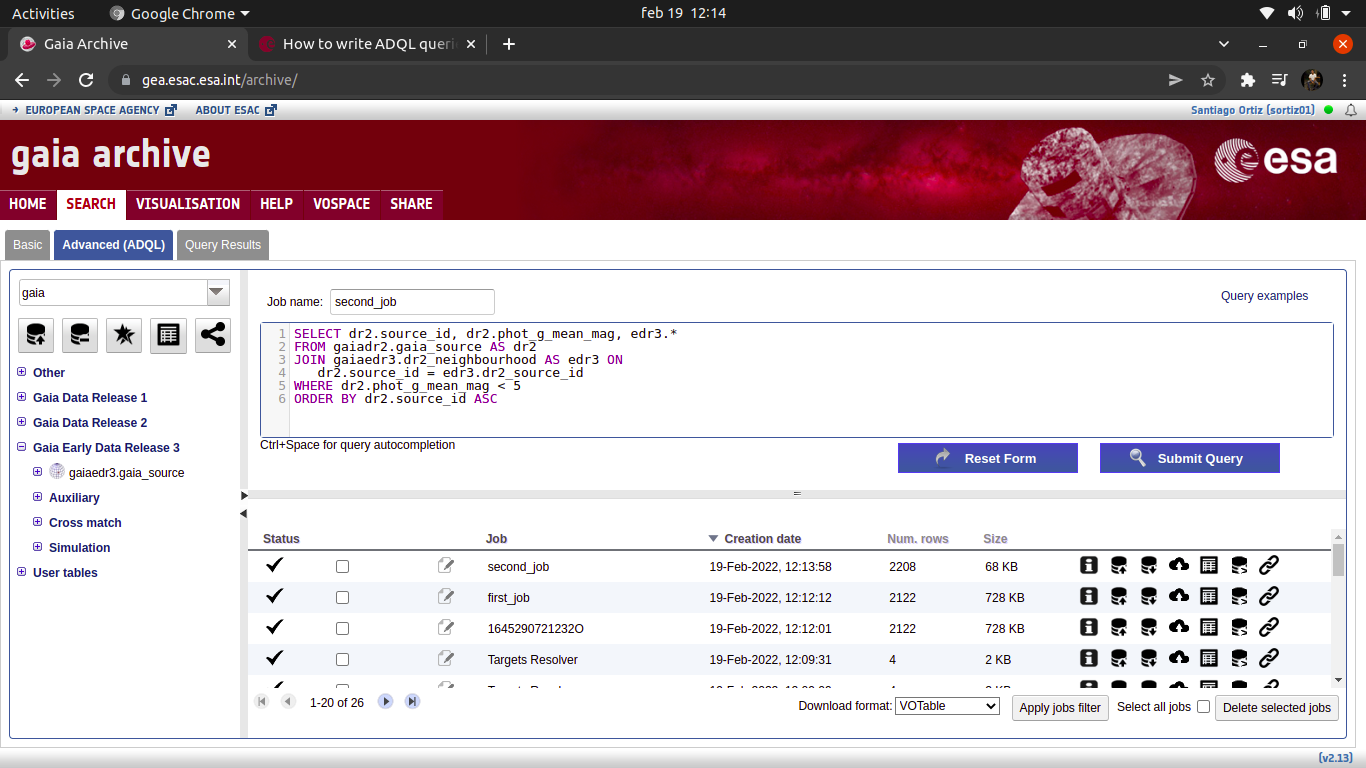 Activities Google Chrome feb 19 12:14
Gaia Archive How to write ADQL queri
gea.esac.esa.int/archive/
EUROPEAN SPACE AGENCY ABOUT ESAC Santiago Ortiz (sortiz01)
gaia archive
esa
HOME SEARCH VISUALISATION HELP VOSPACE SHARE
Basic Advanced (ADQL) Query Results
gaia
Other
Gaia Data Release 1
Gaia Data Release 2
Gaia Early Data Release 3
gaiaedr3.gaia_source
Auxiliary
Cross match
Simulation
User tables
Job name: second_job Query examples
1 SELECT dr2.source_id, dr2.phot_g_mean_mag, edr3.*
2 FROM gaiadr2.gaia_source AS dr2
3 JOIN gaiaedr3.dr2_neighbourhood AS edr3 ON
4 dr2.source_id = edr3.dr2_source_id
5 WHERE dr2.phot_g_mean_mag < 5
6 ORDER BY dr2.source_id ASC
Ctrl+Space for query autocompletion
Reset Form Submit Query
Status Job Creation date Num. rows Size
second_job 19-Feb-2022, 12:13:58 2208 68 KB
first_job 19-Feb-2022, 12:12:12 2122 728 KB
1645290721232O 19-Feb-2022, 12:12:01 2122 728 KB
Targets Resolver 19-Feb-2022, 12:09:31 4 2 KB
1-20 of 26 Download format: VOTable Apply jobs filter Select all jobs Delete selected jobs
(v2.13)